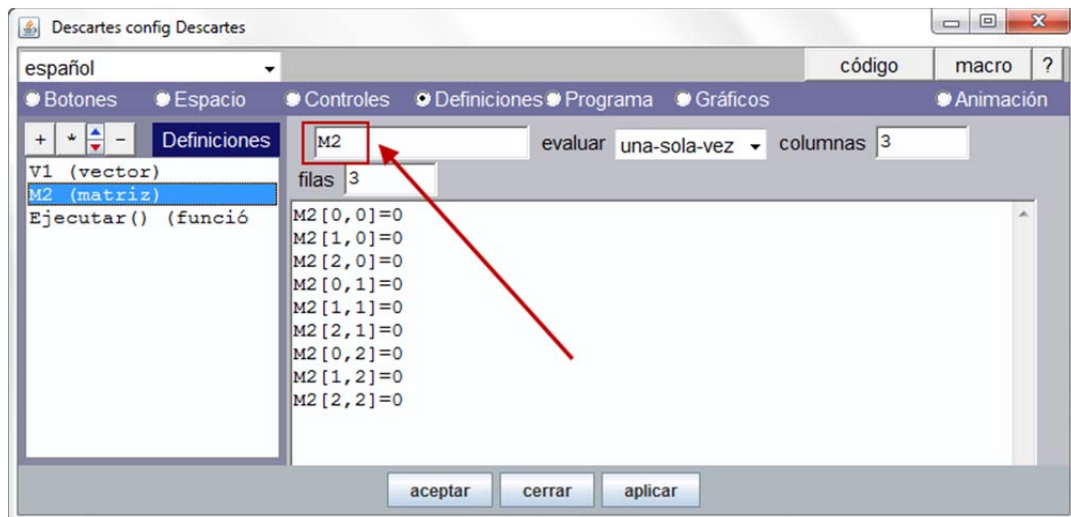 Descartes config Descartes
español código macro ?
Botones Espacio Controles Definiciones Programa Gráficos Animación
+ * - Definiciones M2 evaluar una-sola-vez columnas 3
filas 3
V1 (vector)
M2 (matriz)
Ejecutar() (funció
M2[0,0]=0
M2[1,0]=0
M2[2,0]=0
M2[0,1]=0
M2[1,1]=0
M2[2,1]=0
M2[0,2]=0
M2[1,2]=0
M2[2,2]=0
aceptar cerrar aplicar